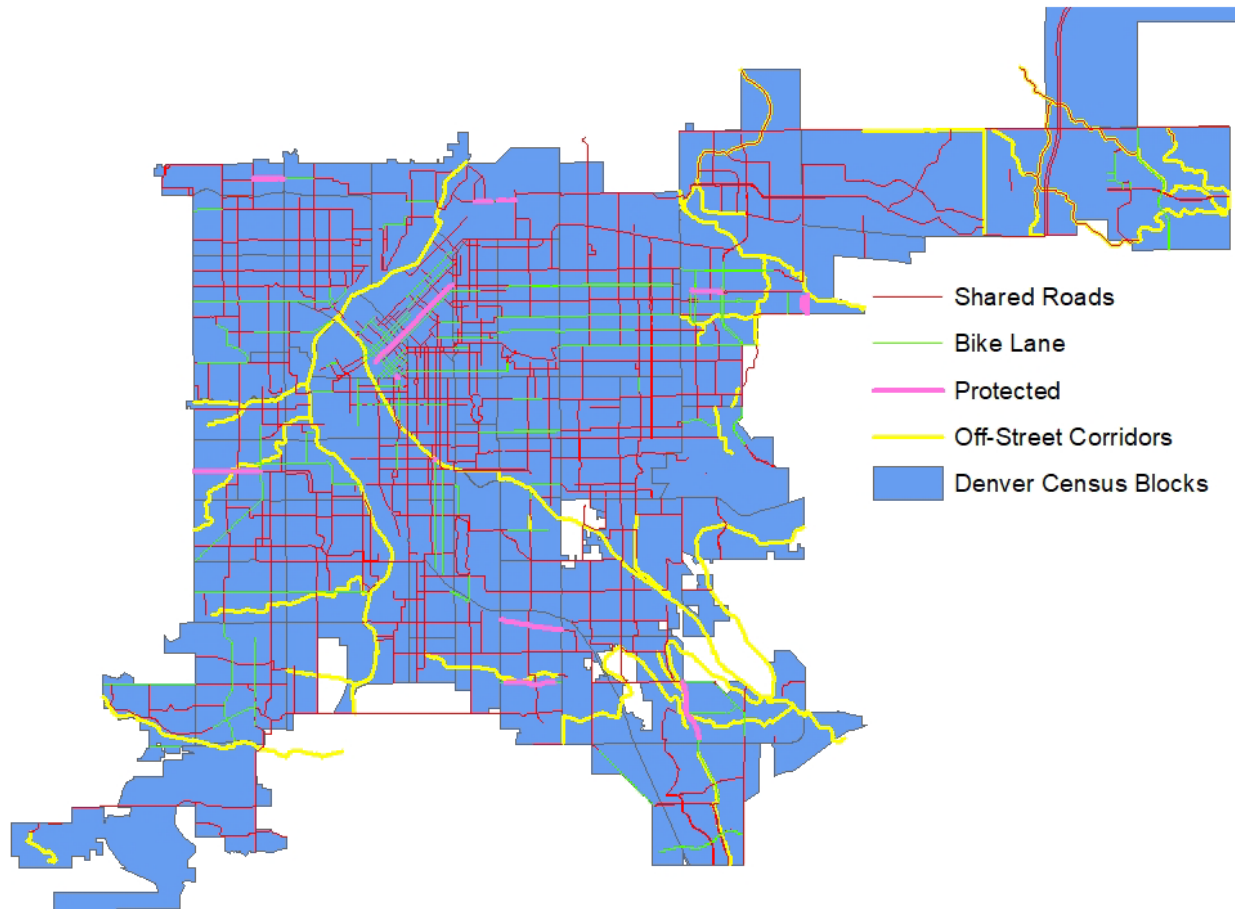 Shared Roads
Bike Lane
Protected
Off-Street Corridors
Denver Census Blocks